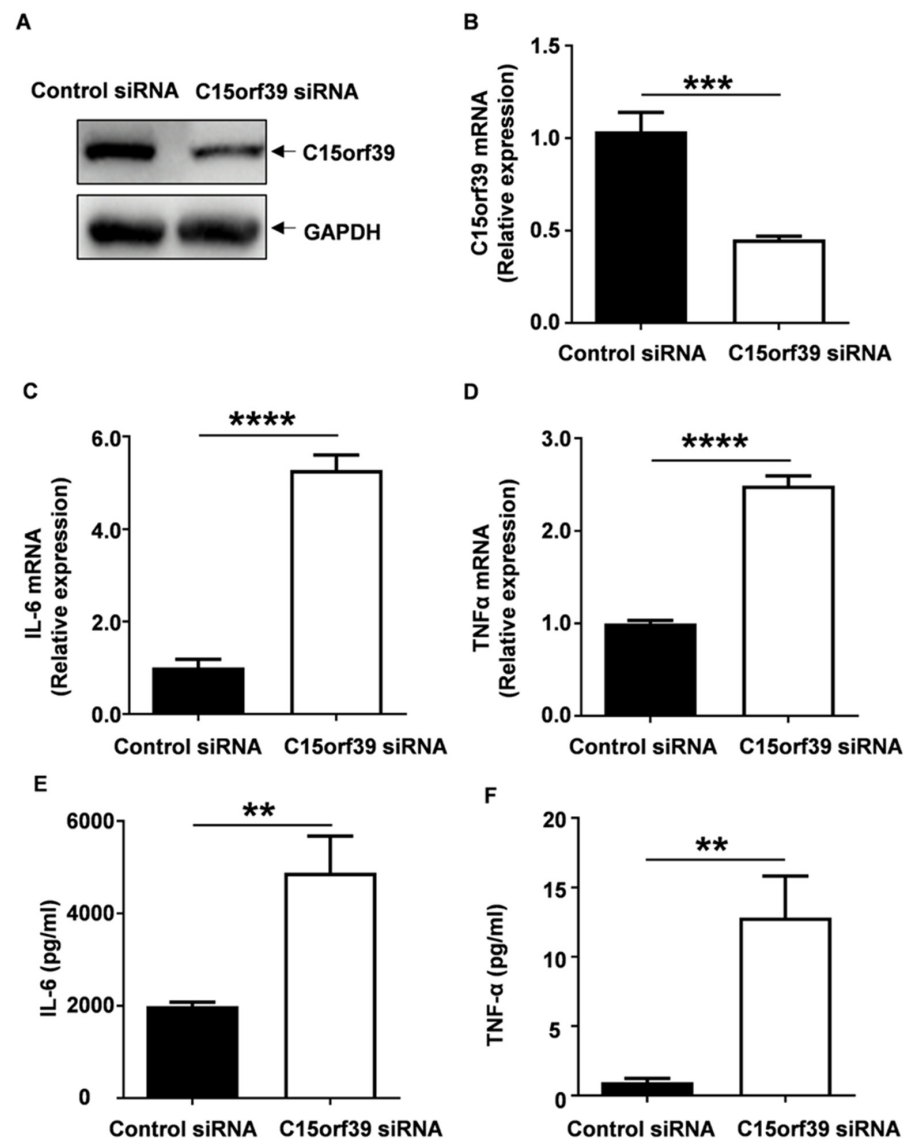 A
Control siRNA C15orf39 siRNA
C15orf39
GAPDH
B
C15orf39 mRNA
(Relative expression)
1.5
1.0
0.5
0.0
***
Control siRNA C15orf39 siRNA
C
IL-6 mRNA
(Relative expression)
6.0
4.0
2.0
0.0
****
Control siRNA C15orf39 siRNA
D
TNFα mRNA
(Relative expression)
3.0
2.0
1.0
0.0
****
Control siRNA C15orf39 siRNA
E
IL-6 (pg/ml)
6000
4000
2000
0
**
Control siRNA C15orf39 siRNA
F
TNF-α (pg/ml)
20
15
10
5
0
**
Control siRNA C15orf39 siRNA